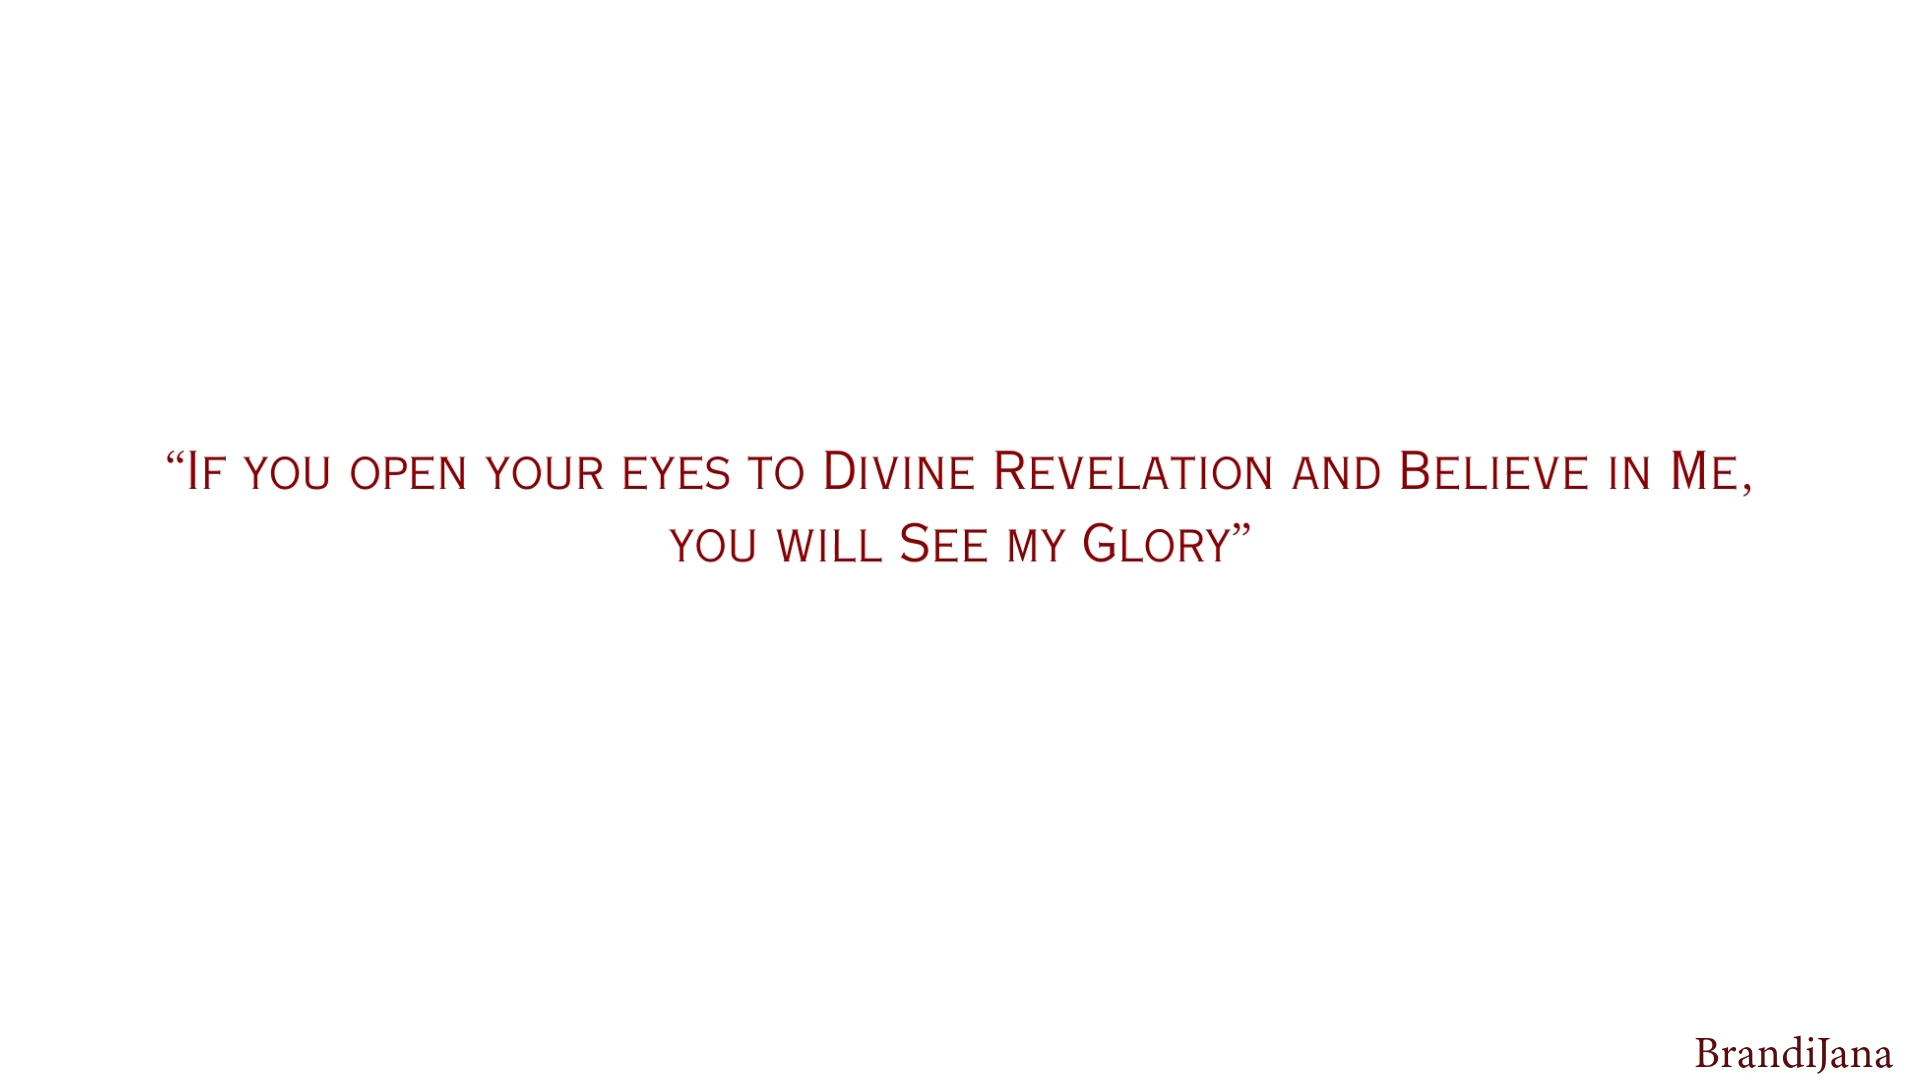 “If you open your eyes to Divine Revelation and Believe in Me,
you will See my Glory”
BrandiJana